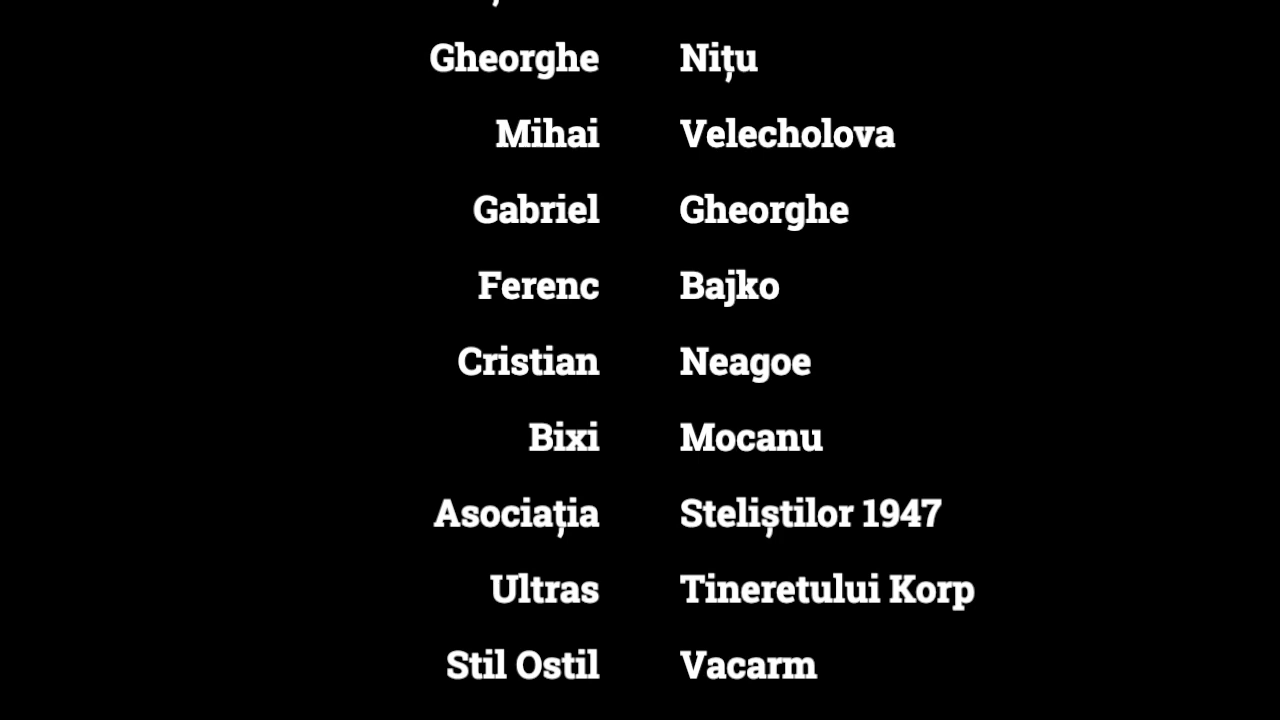 Gheorghe Nițu
Mihai Velecholova
Gabriel Gheorghe
Ferenc Bajko
Cristian Neagoe
Bixi Mocanu
Asociația Steliștilor 1947
Ultras Tineretului Korp
Stil Ostil Vacarm